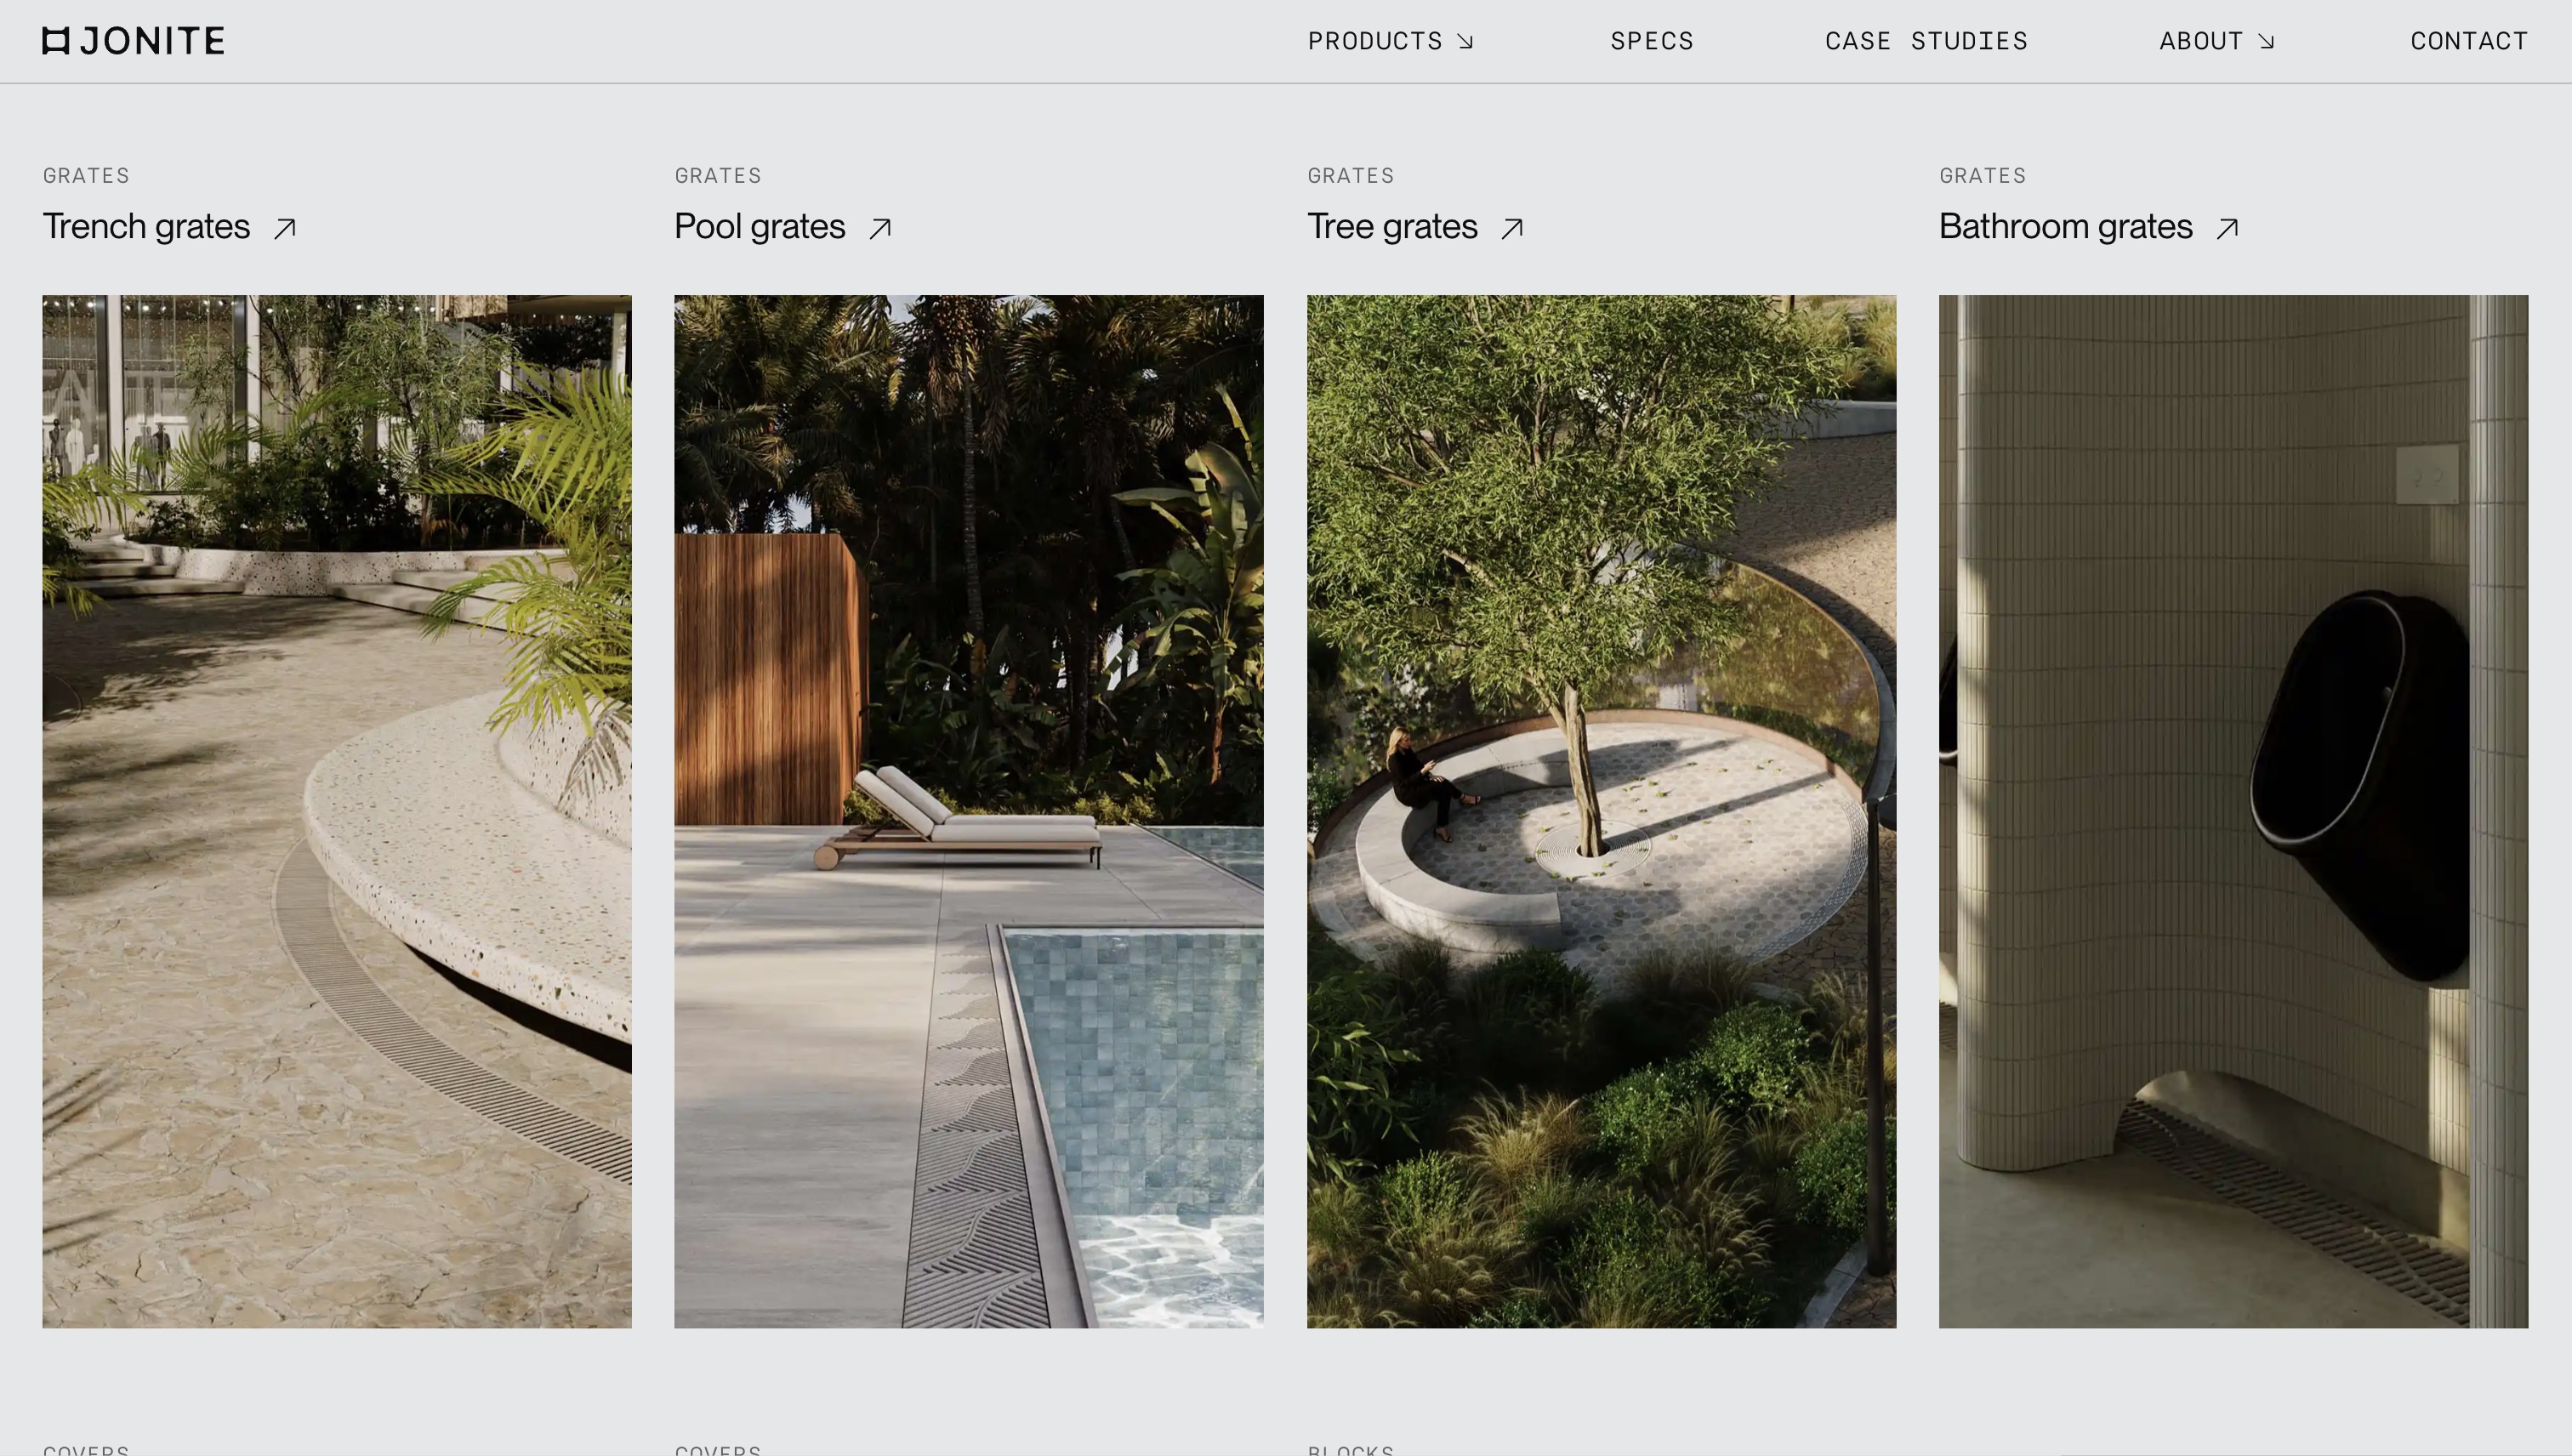 JONITE
PRODUCTS
SPECS
CASE STUDIES
ABOUT
CONTACT
GRATES
Trench grates
GRATES
Pool grates
GRATES
Tree grates
GRATES
Bathroom grates
COVERS
COVERS
BLOCKS